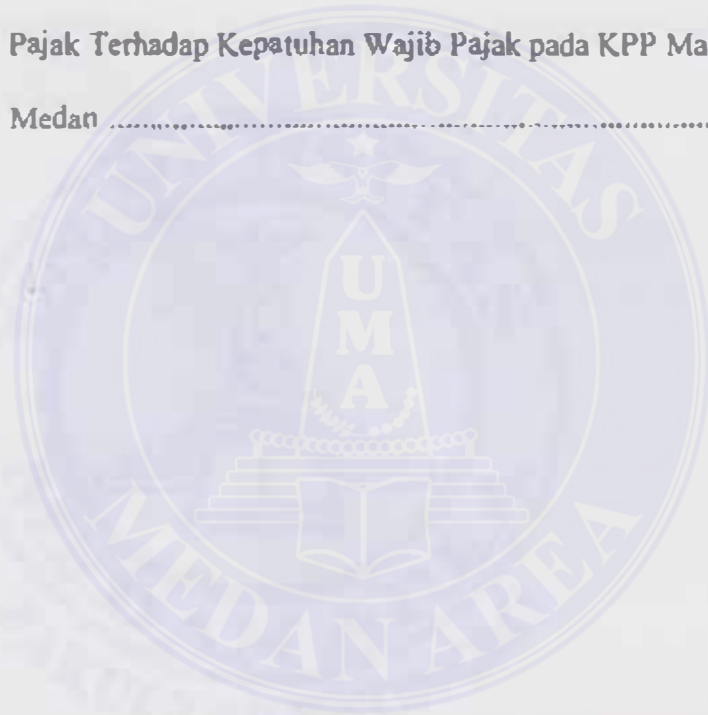 Pajak Terhadap Kepatuhan Wajib Pajak pada KPP Ma
Medan ..............................................................
UNIVERSITAS
U
M
A
MEDAN AREA